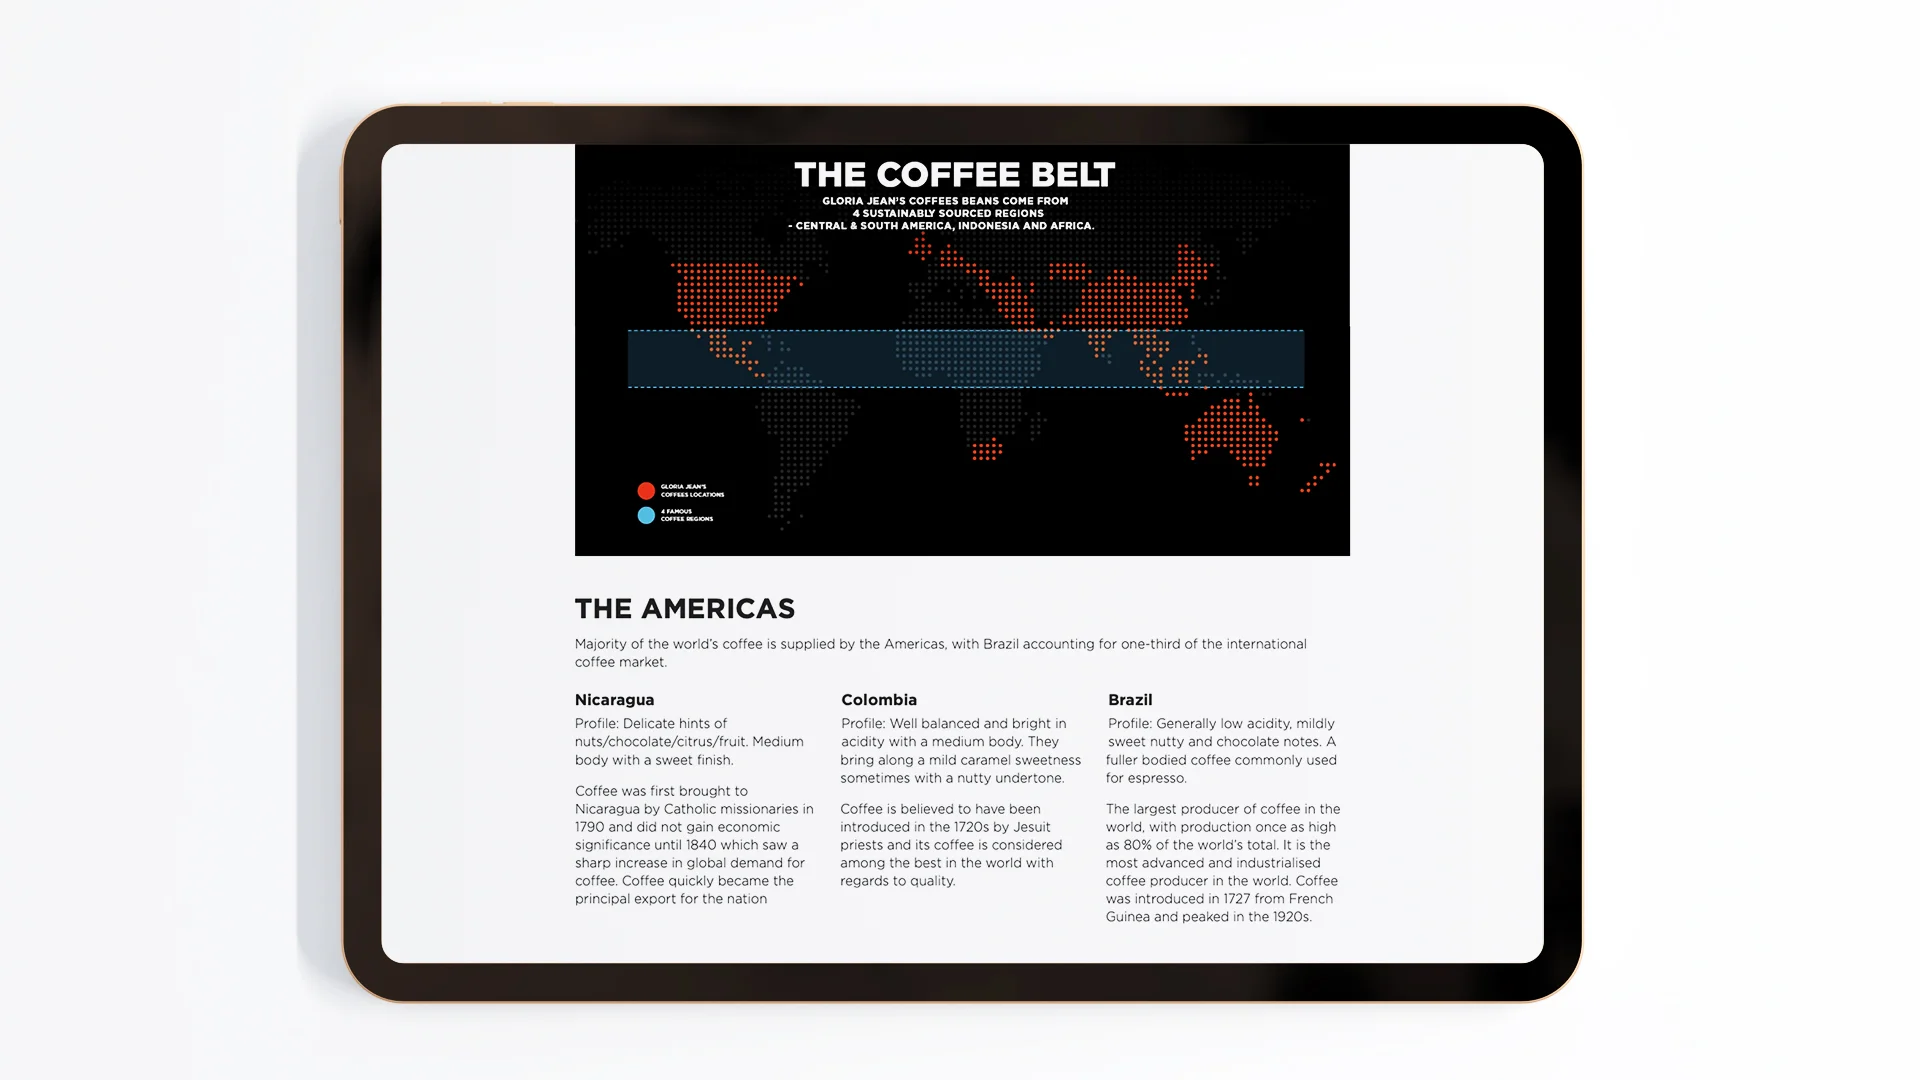 THE COFFEE BELT
GLORIA JEAN'S COFFEES BEANS COME FROM
4 SUSTAINABLY SOURCED REGIONS
- CENTRAL & SOUTH AMERICA, INDONESIA AND AFRICA.
GLORIA JEAN'S
COFFEES LOCATIONS
4 FAMOUS
COFFEE REGIONS
THE AMERICAS
Majority of the world's coffee is supplied by the Americas, with Brazil accounting for one-third of the international
coffee market.
Nicaragua
Profile: Delicate hints of
nuts/chocolate/citrus/fruit. Medium
body with a sweet finish.
Coffee was first brought to
Nicaragua by Catholic missionaries in
1790 and did not gain economic
significance until 1840 which saw a
sharp increase in global demand for
coffee. Coffee quickly became the
principal export for the nation
Colombia
Profile: Well balanced and bright in
acidity with a medium body. They
bring along a mild caramel sweetness
sometimes with a nutty undertone.
Coffee is believed to have been
introduced in the 1720s by Jesuit
priests and its coffee is considered
among the best in the world with
regards to quality.
Brazil
Profile: Generally low acidity, mildly
sweet nutty and chocolate notes. A
fuller bodied coffee commonly used
for espresso.
The largest producer of coffee in the
world, with production once as high
as 80% of the world's total. It is the
most advanced and industrialised
coffee producer in the world. Coffee
was introduced in 1727 from French
Guinea and peaked in the 1920s.